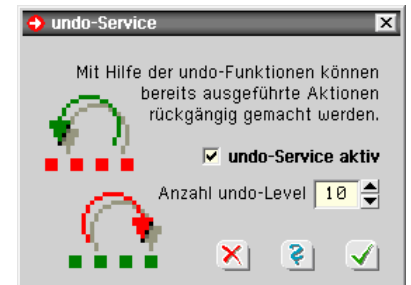 undo-Service
Mit Hilfe der undo-Funktionen können
bereits ausgeführte Aktionen
rückgängig gemacht werden.
undo-Service aktiv
Anzahl undo-Level 10